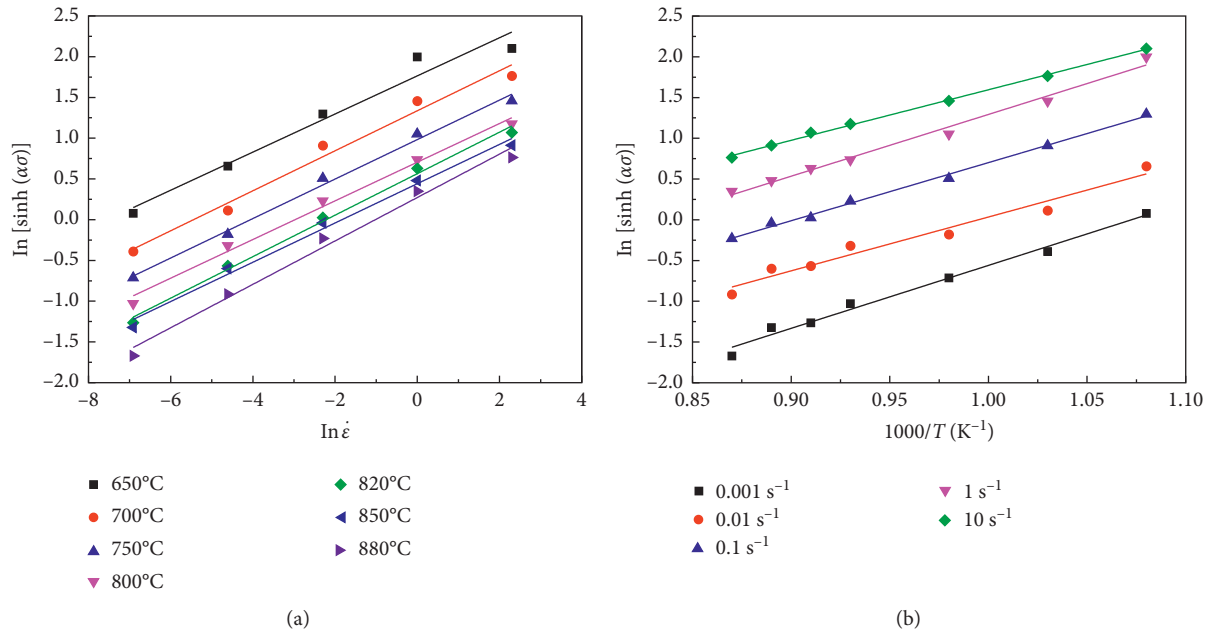 2.5
2.0
1.5
1.0
0.5
0.0
–0.5
–1.0
–1.5
–2.0
In [sinh (ασ)]
–8 –6 –4 –2 0 2 4
In ε̇
650°C
700°C
750°C
800°C
820°C
850°C
880°C
(a)
2.5
2.0
1.5
1.0
0.5
0.0
–0.5
–1.0
–1.5
–2.0
In [sinh (ασ)]
0.85 0.90 0.95 1.00 1.05 1.10
1000/T (K⁻¹)
0.001 s⁻¹
0.01 s⁻¹
0.1 s⁻¹
1 s⁻¹
10 s⁻¹
(b)